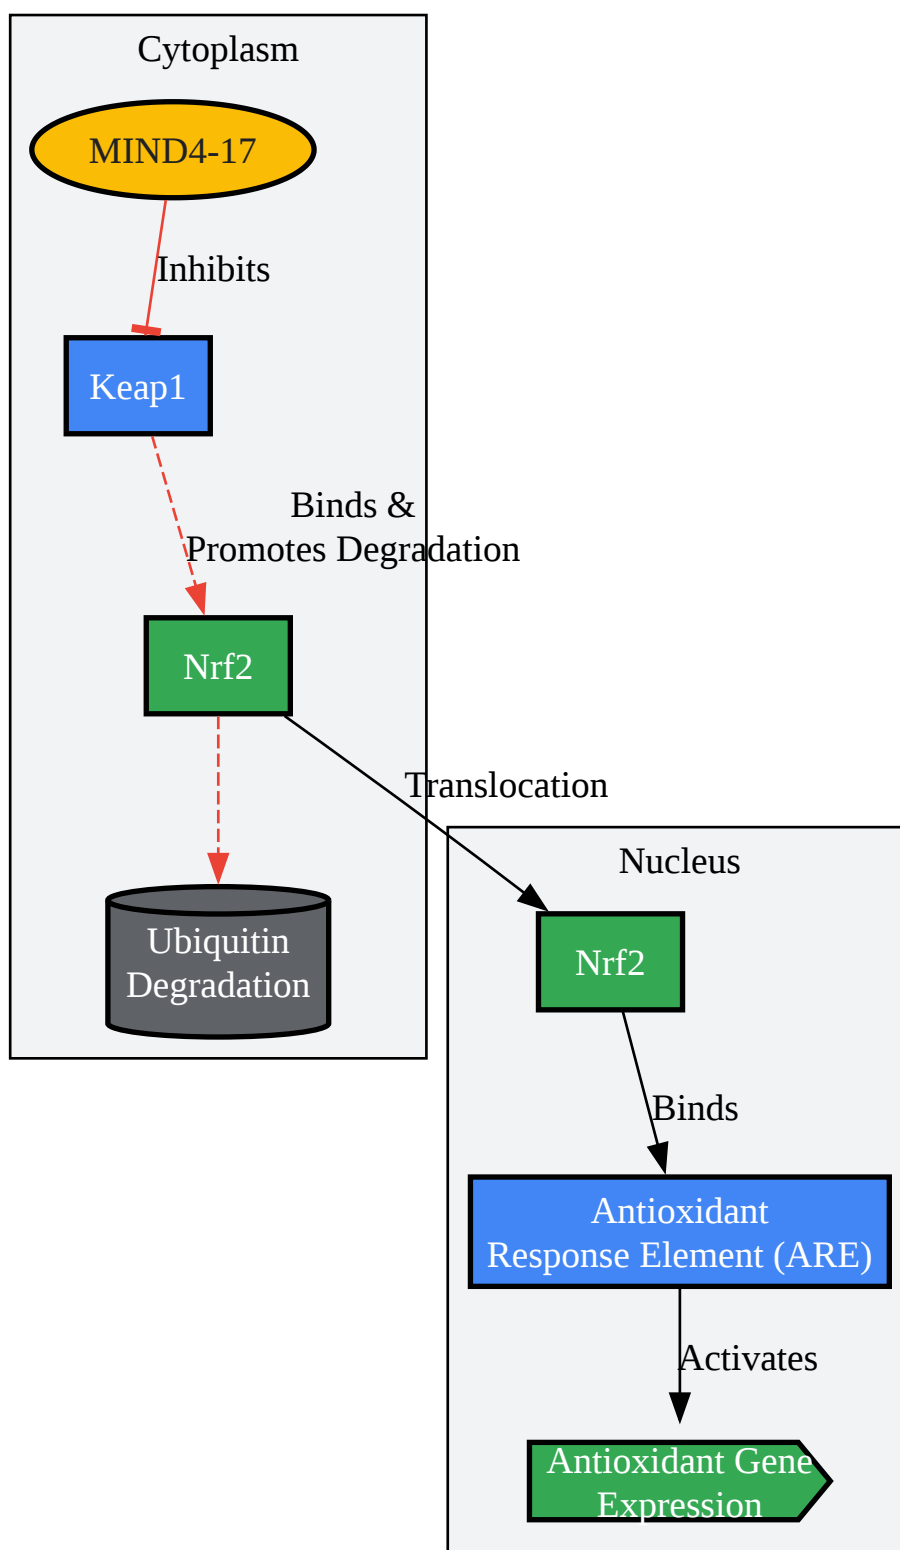 Cytoplasm
MIND4-17
Inhibits
Keap1
Binds &
Promotes Degradation
Nrf2
Translocation
Ubiquitin
Degradation
Nucleus
Nrf2
Binds
Antioxidant
Response Element (ARE)
Activates
Antioxidant Gene
Expression